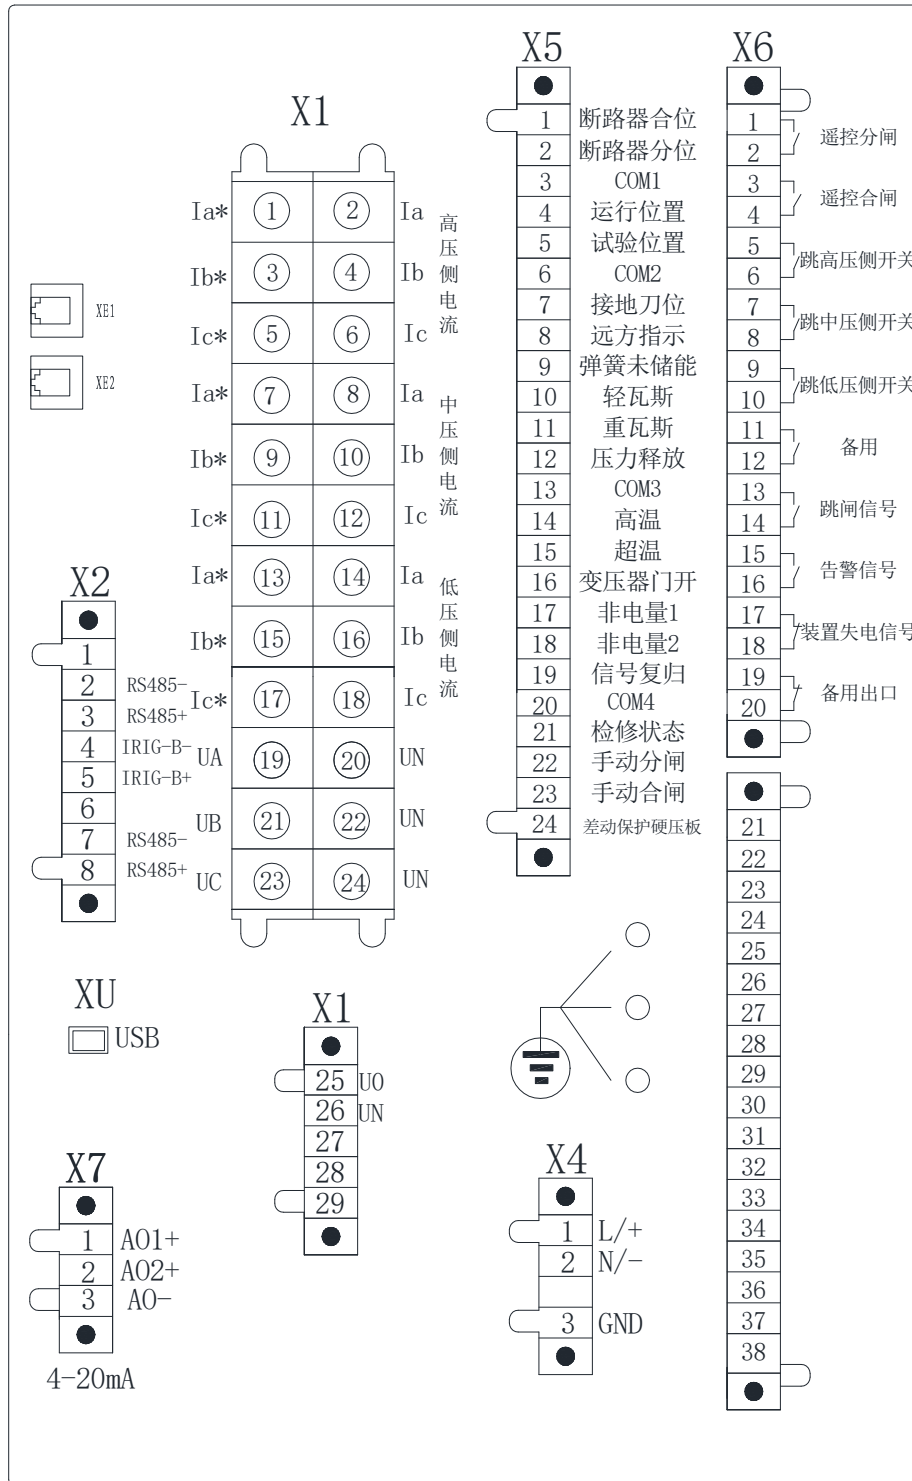 X1
Ia* ① ② Ia
Ib* ③ ④ Ib
Ic* ⑤ ⑥ Ic
高压侧电流
Ia* ⑦ ⑧ Ia
Ib* ⑨ ⑩ Ib
Ic* ⑪ ⑫ Ic
中压侧电流
Ia* ⑬ ⑭ Ia
Ib* ⑮ ⑯ Ib
Ic* ⑰ ⑱ Ic
低压侧电流
UA ⑲ ⑳ UN
UB ㉑ ㉒ UN
UC ㉓ ㉔ UN
XE1
XE2
X2
1
2 RS485-
3 RS485+
4 IRIG-B-
5 IRIG-B+
6
7 RS485-
8 RS485+
XU
USB
X7
1 AO1+
2 AO2+
3 AO-
4-20mA
X1
25 UO
26 UN
27
28
29
X5
1 断路器合位
2 断路器分位
3 COM1
4 运行位置
5 试验位置
6 COM2
7 接地刀位
8 远方指示
9 弹簧未储能
10 轻瓦斯
11 重瓦斯
12 压力释放
13 COM3
14 高温
15 超温
16 变压器门开
17 非电量1
18 非电量2
19 信号复归
20 COM4
21 检修状态
22 手动分闸
23 手动合闸
24 差动保护硬压板
X4
1 L/+
2 N/-
3 GND
X6
1
2 遥控分闸
3
4 遥控合闸
5
6 跳高压侧开关
7
8 跳中压侧开关
9
10 跳低压侧开关
11
12 备用
13
14 跳闸信号
15
16 告警信号
17
18 装置失电信号
19
20 备用出口
21
22
23
24
25
26
27
28
29
30
31
32
33
34
35
36
37
38